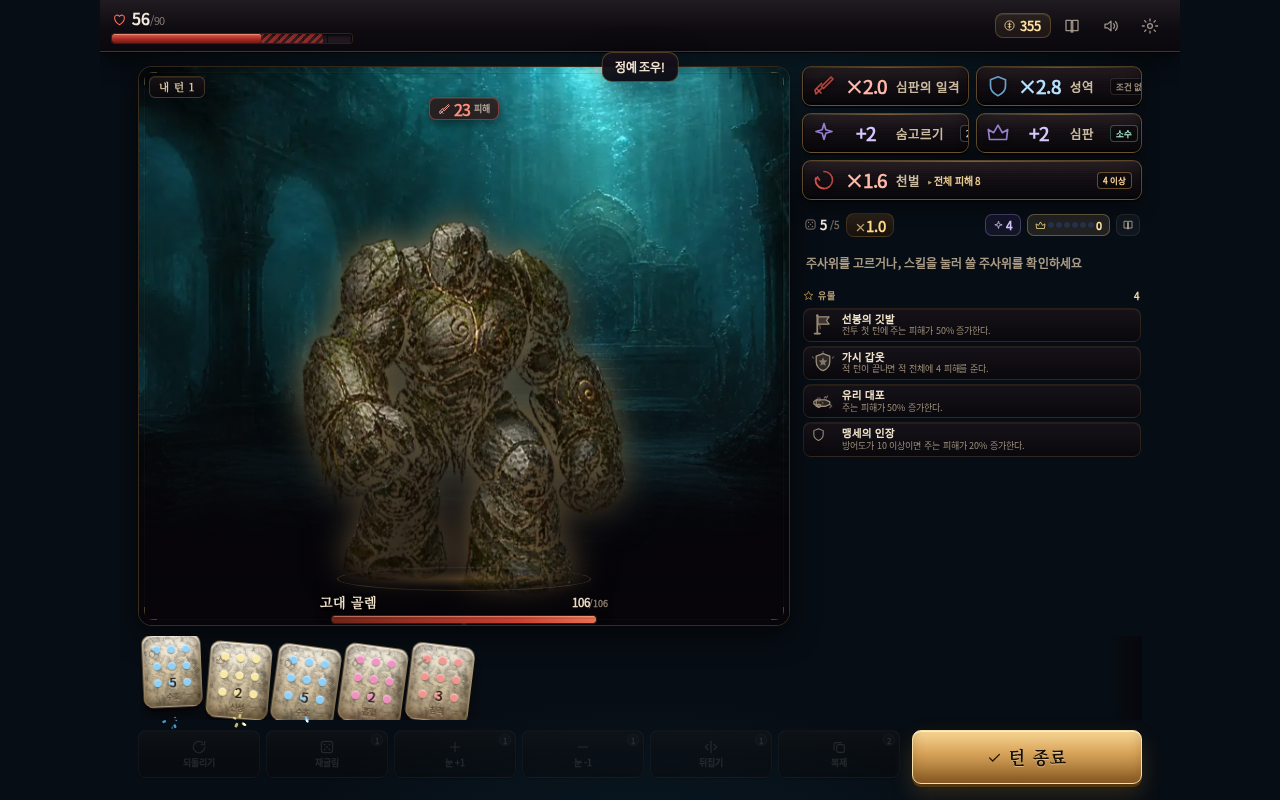 56/90
355
정예 조우!
내 턴 1
23 피해
×2.0 심판의 일격
×2.8 성역 조건 없
+2 숨고르기
+2 심판 소수
×1.6 천벌 ▸전체 피해 8 4 이상
5/5 ×1.0 4 0
주사위를 고르거나, 스킬을 눌러 쓸 주사위를 확인하세요
유물 4
선봉의 깃발
전투 첫 턴에 주는 피해가 50% 증가한다.
가시 갑옷
적 턴이 끝나면 적 전체에 4 피해를 준다.
유리 대포
주는 피해가 50% 증가한다.
맹세의 인장
방어도가 10 이상이면 주는 피해가 20% 증가한다.
고대 골렘 106/106
5 2 5 2 3
되돌리기
재굴림 1
눈 +1 1
눈 -1 1
뒤집기 1
복제 2
턴 종료